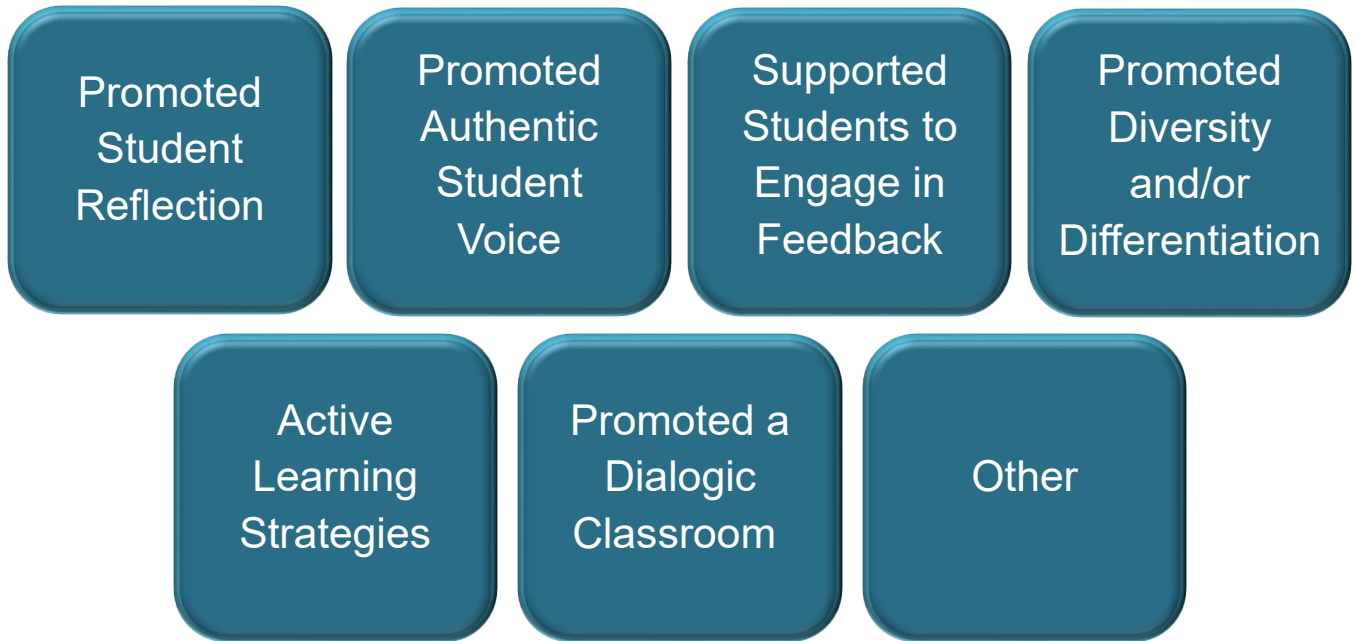 Promoted
Student
Reflection
Promoted
Authentic
Student
Voice
Supported
Students to
Engage in
Feedback
Promoted
Diversity
and/or
Differentiation
Active
Learning
Strategies
Promoted a
Dialogic
Classroom
Other